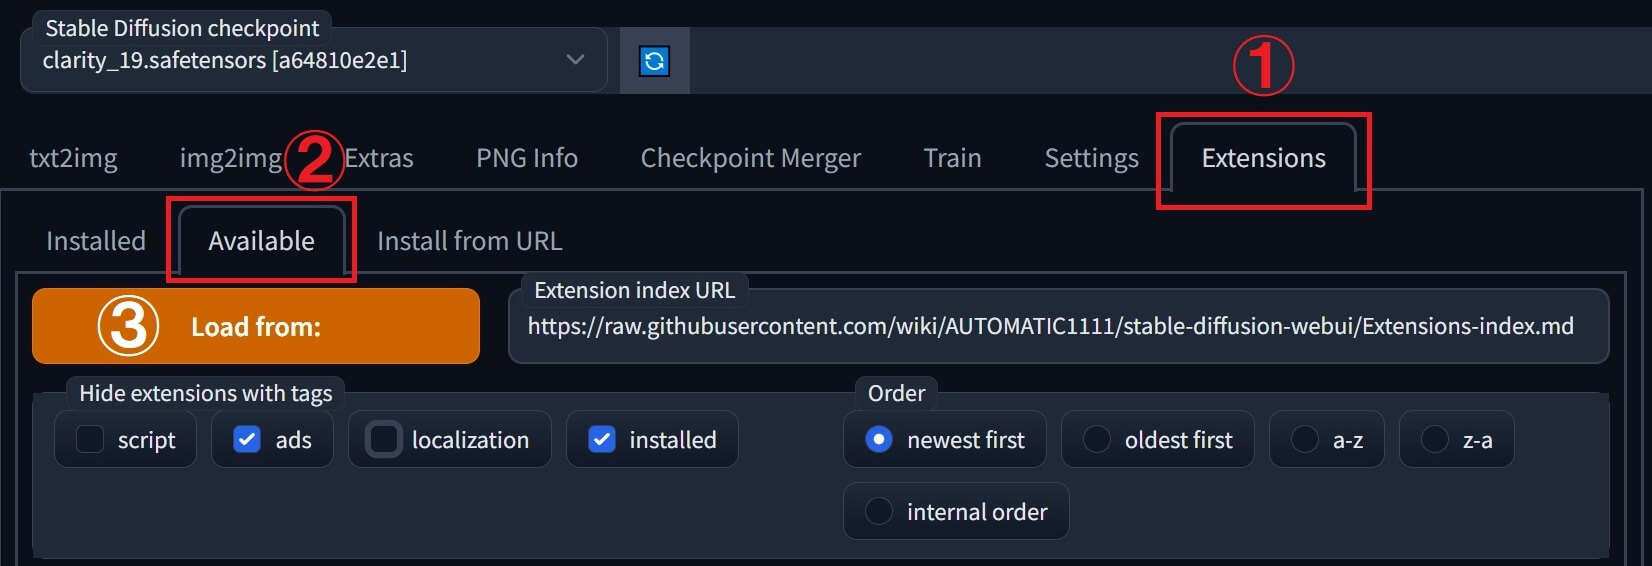 Stable Diffusion checkpoint
clarity_19.safetensors [a64810e2e1]
①
txt2img img2img ② Extras PNG Info Checkpoint Merger Train Settings Extensions
Installed Available Install from URL
Extension index URL
③ Load from: https://raw.githubusercontent.com/wiki/AUTOMATIC1111/stable-diffusion-webui/Extensions-index.md
Hide extensions with tags Order
script ads localization installed newest first oldest first a-z z-a
internal order